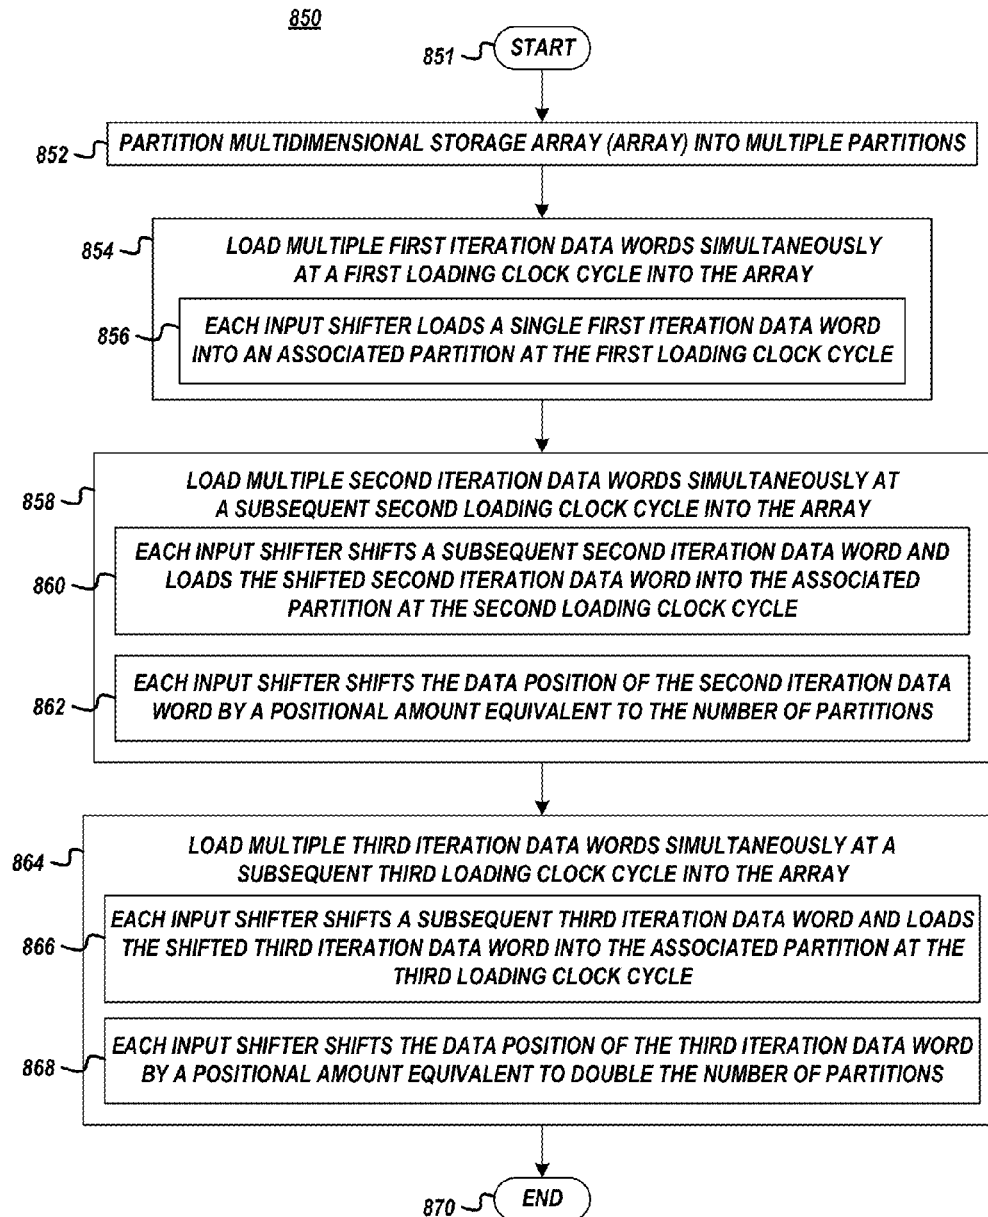 850
851
START
852
PARTITION MULTIDIMENSIONAL STORAGE ARRAY (ARRAY) INTO MULTIPLE PARTITIONS
854
LOAD MULTIPLE FIRST ITERATION DATA WORDS SIMULTANEOUSLY
AT A FIRST LOADING CLOCK CYCLE INTO THE ARRAY
856
EACH INPUT SHIFTER LOADS A SINGLE FIRST ITERATION DATA WORD
INTO AN ASSOCIATED PARTITION AT THE FIRST LOADING CLOCK CYCLE
858
LOAD MULTIPLE SECOND ITERATION DATA WORDS SIMULTANEOUSLY AT
A SUBSEQUENT SECOND LOADING CLOCK CYCLE INTO THE ARRAY
860
EACH INPUT SHIFTER SHIFTS A SUBSEQUENT SECOND ITERATION DATA WORD AND
LOADS THE SHIFTED SECOND ITERATION DATA WORD INTO THE ASSOCIATED
PARTITION AT THE SECOND LOADING CLOCK CYCLE
862
EACH INPUT SHIFTER SHIFTS THE DATA POSITION OF THE SECOND ITERATION DATA
WORD BY A POSITIONAL AMOUNT EQUIVALENT TO THE NUMBER OF PARTITIONS
864
LOAD MULTIPLE THIRD ITERATION DATA WORDS SIMULTANEOUSLY AT A
SUBSEQUENT THIRD LOADING CLOCK CYCLE INTO THE ARRAY
866
EACH INPUT SHIFTER SHIFTS A SUBSEQUENT THIRD ITERATION DATA WORD AND LOADS
THE SHIFTED THIRD ITERATION DATA WORD INTO THE ASSOCIATED PARTITION AT THE
THIRD LOADING CLOCK CYCLE
868
EACH INPUT SHIFTER SHIFTS THE DATA POSITION OF THE THIRD ITERATION DATA WORD
BY A POSITIONAL AMOUNT EQUIVALENT TO DOUBLE THE NUMBER OF PARTITIONS
870
END